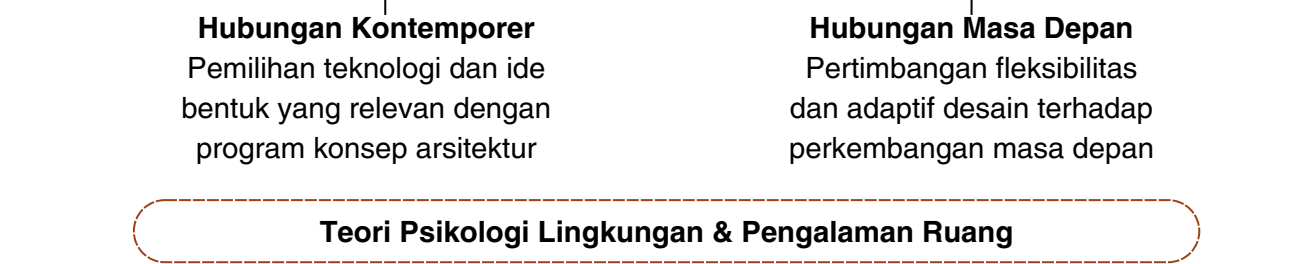 Hubungan Kontemporer
Pemilihan teknologi dan ide
bentuk yang relevan dengan
program konsep arsitektur
Hubungan Masa Depan
Pertimbangan fleksibilitas
dan adaptif desain terhadap
perkembangan masa depan
Teori Psikologi Lingkungan & Pengalaman Ruang